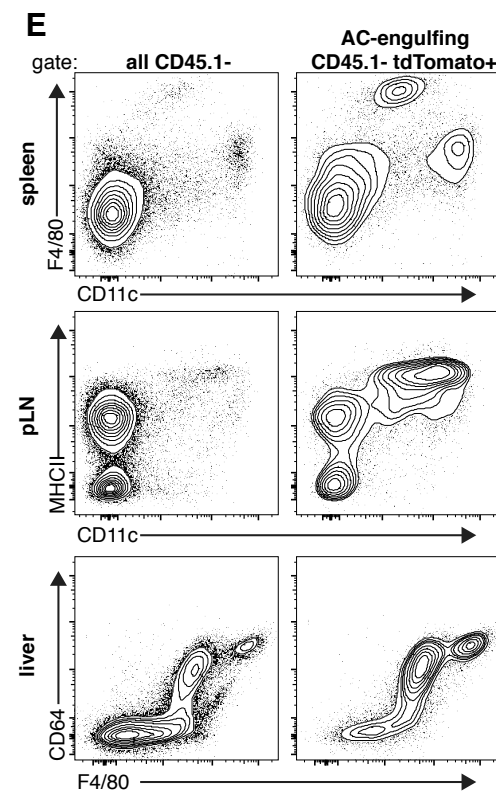 E
gate: all CD45.1-
AC-engulfing
CD45.1- tdTomato+
spleen
F4/80
CD11c
pLN
MHCII
CD11c
liver
CD64
F4/80